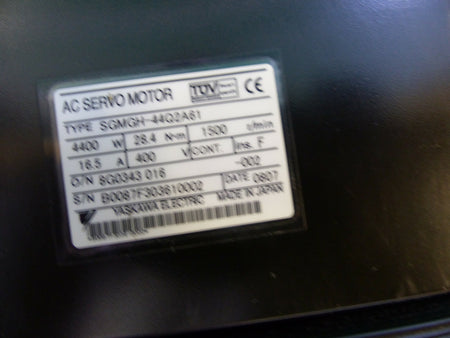 AC SERVO MOTOR TÜV CE
TYPE SGMGH-44Q2A61
4400 W 28.4 N·m 1500 r/min
16.5 A 400 V CONT. Ins. F
O/N 8G0343 016 -002
S/N B0087F303610002 DATE 0807
YASKAWA ELECTRIC MADE IN JAPAN